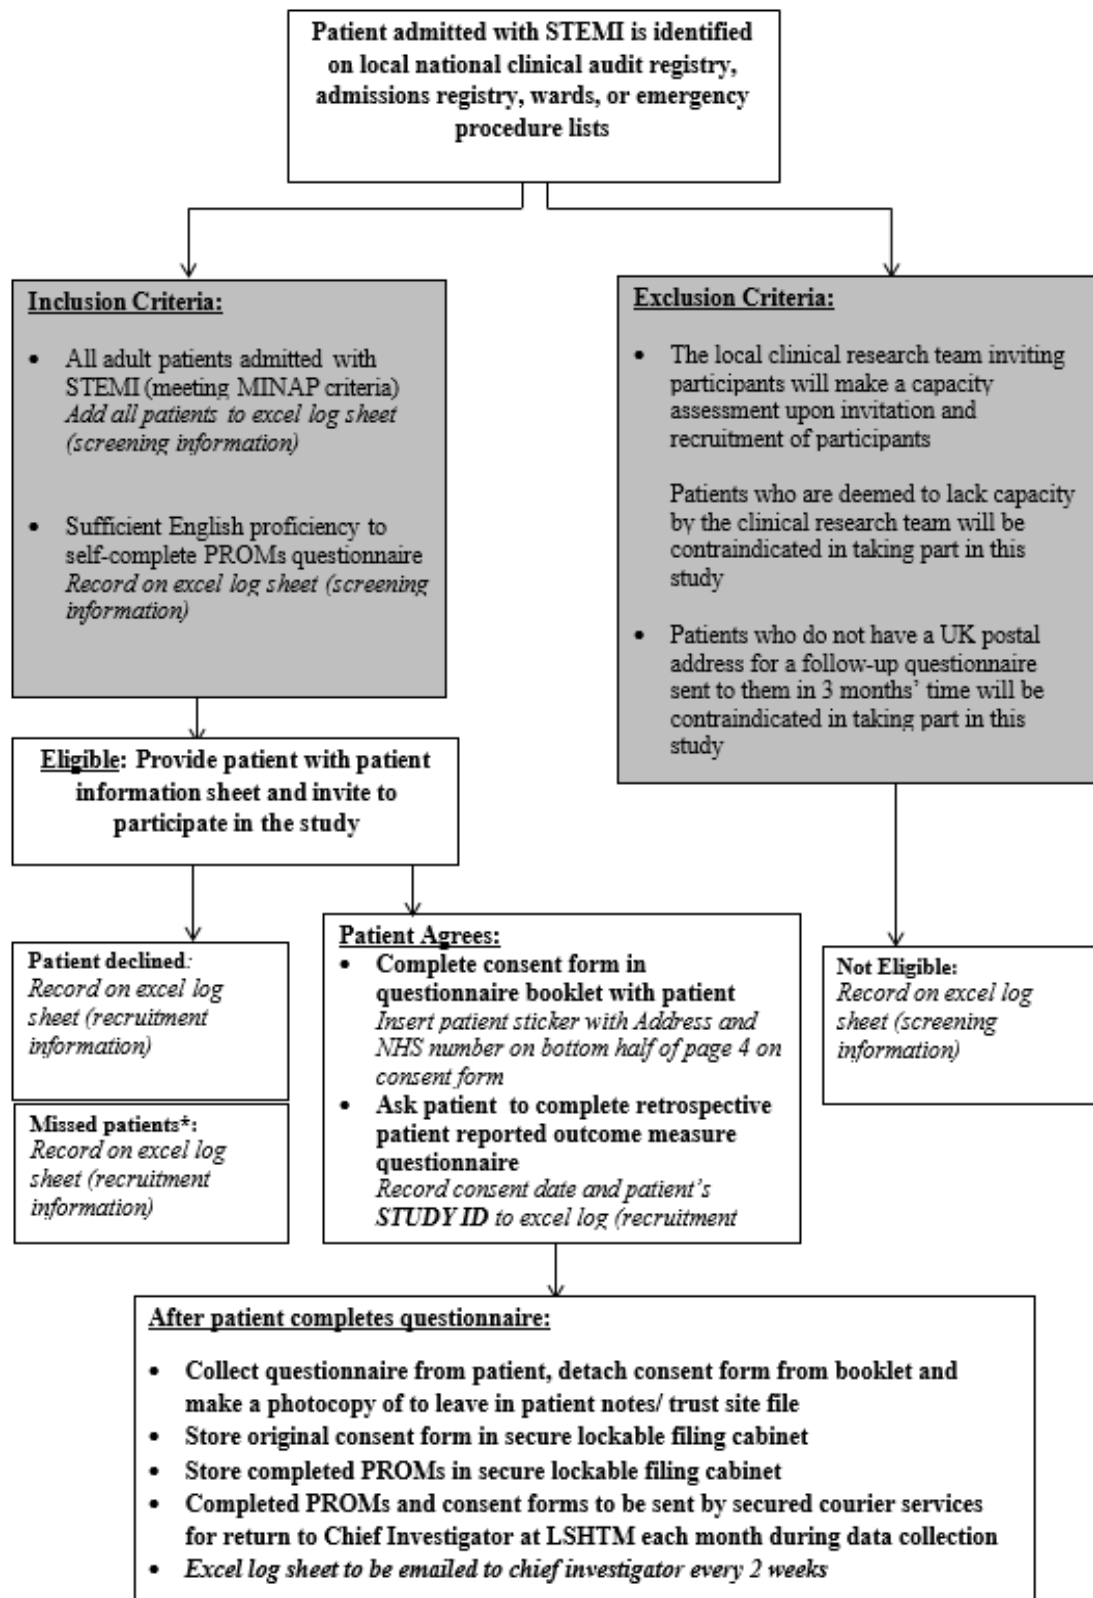 Patient admitted with STEMI is identified
on local national clinical audit registry,
admissions registry, wards, or emergency
procedure lists
Inclusion Criteria:
• All adult patients admitted with
STEMI (meeting MINAP criteria)
Add all patients to excel log sheet
(screening information)
• Sufficient English proficiency to
self-complete PROMs questionnaire
Record on excel log sheet (screening
information)
Exclusion Criteria:
• The local clinical research team inviting
participants will make a capacity
assessment upon invitation and
recruitment of participants
Patients who are deemed to lack capacity
by the clinical research team will be
contraindicated in taking part in this
study
• Patients who do not have a UK postal
address for a follow-up questionnaire
sent to them in 3 months’ time will be
contraindicated in taking part in this
study
Eligible: Provide patient with patient
information sheet and invite to
participate in the study
Patient declined:
Record on excel log
sheet (recruitment
information)
Missed patients*:
Record on excel log
sheet (recruitment
information)
Patient Agrees:
• Complete consent form in
questionnaire booklet with patient
Insert patient sticker with Address and
NHS number on bottom half of page 4 on
consent form
• Ask patient to complete retrospective
patient reported outcome measure
questionnaire
Record consent date and patient’s
STUDY ID to excel log (recruitment
Not Eligible:
Record on excel log
sheet (screening
information)
After patient completes questionnaire:
• Collect questionnaire from patient, detach consent form from booklet and
make a photocopy of to leave in patient notes/ trust site file
• Store original consent form in secure lockable filing cabinet
• Store completed PROMs in secure lockable filing cabinet
• Completed PROMs and consent forms to be sent by secured courier services
for return to Chief Investigator at LSHTM each month during data collection
• Excel log sheet to be emailed to chief investigator every 2 weeks